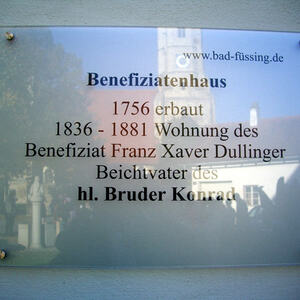 www.bad-füssing.de
Benefiziatenhaus
1756 erbaut
1836 - 1881 Wohnung des
Benefiziat Franz Xaver Dullinger
Beichtvater des
hl. Bruder Konrad